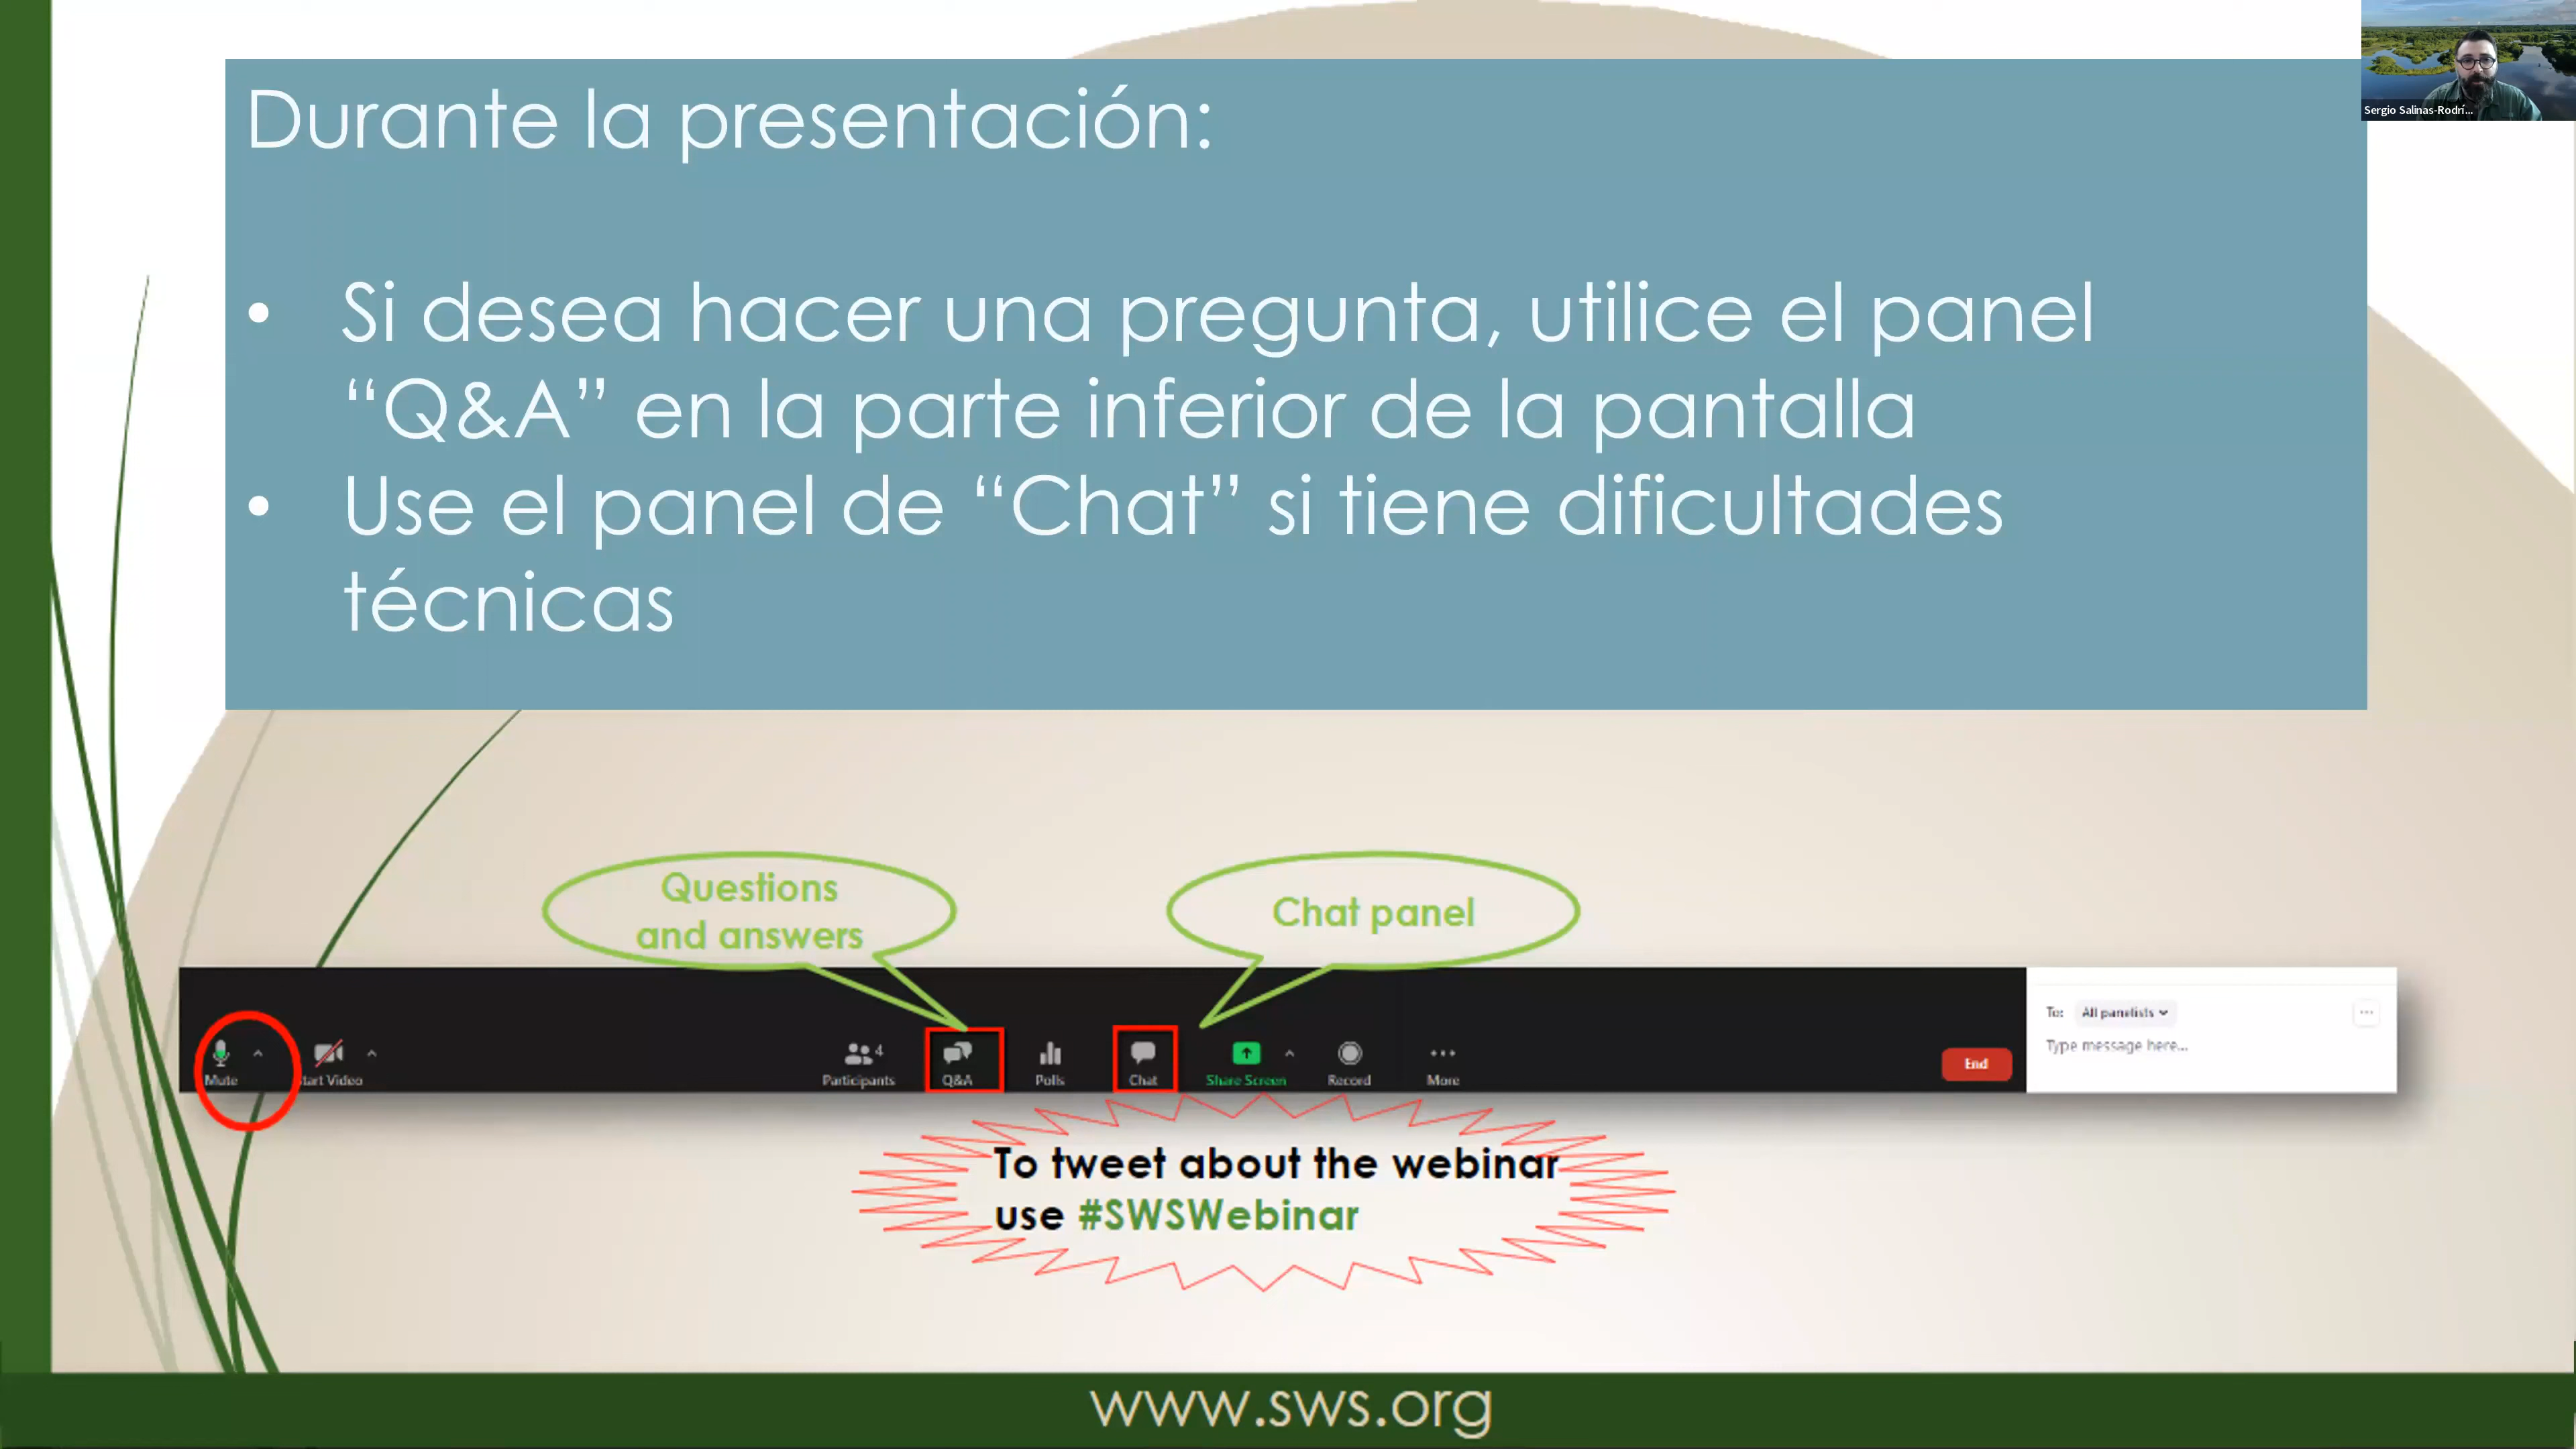 Durante la presentación:
• Si desea hacer una pregunta, utilice el panel
“Q&A” en la parte inferior de la pantalla
• Use el panel de “Chat” si tiene dificultades
técnicas
Sergio Salinas-Rodrí...
Questions
and answers
Chat panel
Mute
Start Video
4
Participants
Q&A
Polls
Chat
Share Screen
Record
More
End
To: All panelists
Type message here...
To tweet about the webinar
use #SWSWebinar
www.sws.org